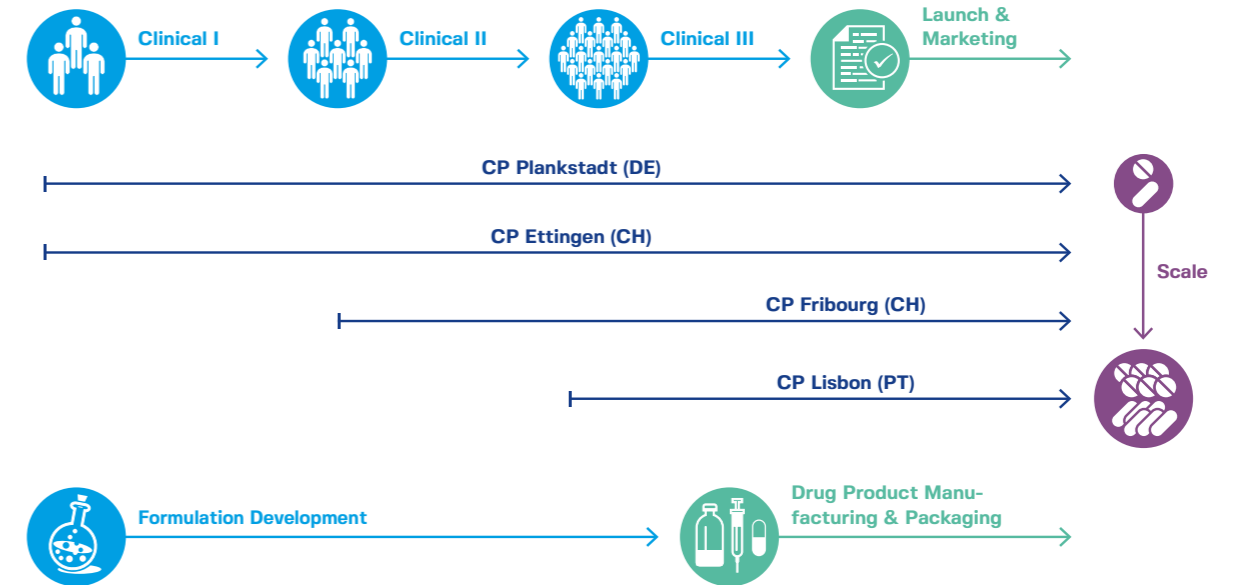 Clinical I
Clinical II
Clinical III
Launch &
Marketing
CP Plankstadt (DE)
CP Ettingen (CH)
Scale
CP Fribourg (CH)
CP Lisbon (PT)
Formulation Development
Drug Product Manu-
facturing & Packaging